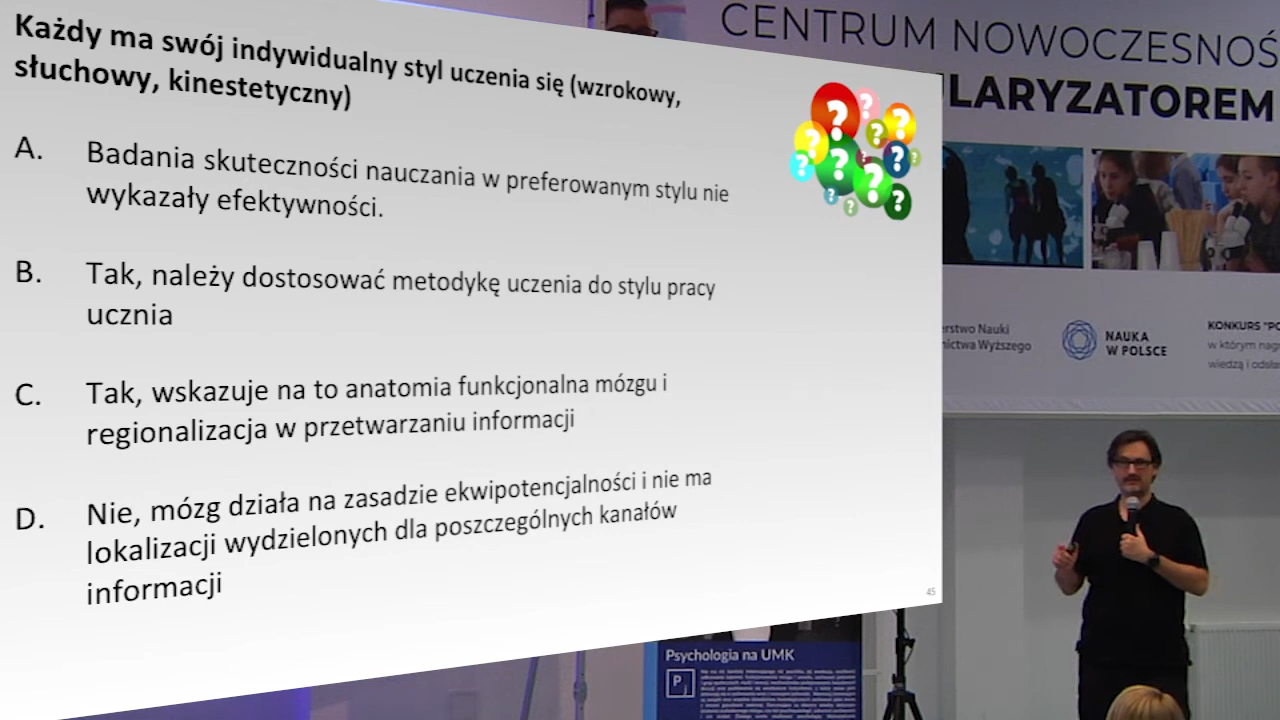 Każdy ma swój indywidualny styl uczenia się (wzrokowy,
słuchowy, kinestetyczny)
A. Badania skuteczności nauczania w preferowanym stylu nie
wykazały efektywności.
B. Tak, należy dostosować metodykę uczenia do stylu pracy
ucznia
C. Tak, wskazuje na to anatomia funkcjonalna mózgu i
regionalizacja w przetwarzaniu informacji
D. Nie, mózg działa na zasadzie ekwipotencjalności i nie ma
lokalizacji wydzielonych dla poszczególnych kanałów
informacji
45
CENTRUM NOWOCZESNOŚ
LARYZATOREM
erstwo Nauki
nictwa Wyższego
NAUKA
W POLSCE
KONKURS "PO
w którym nag
wiedzą i odsła
Psychologia na UMK